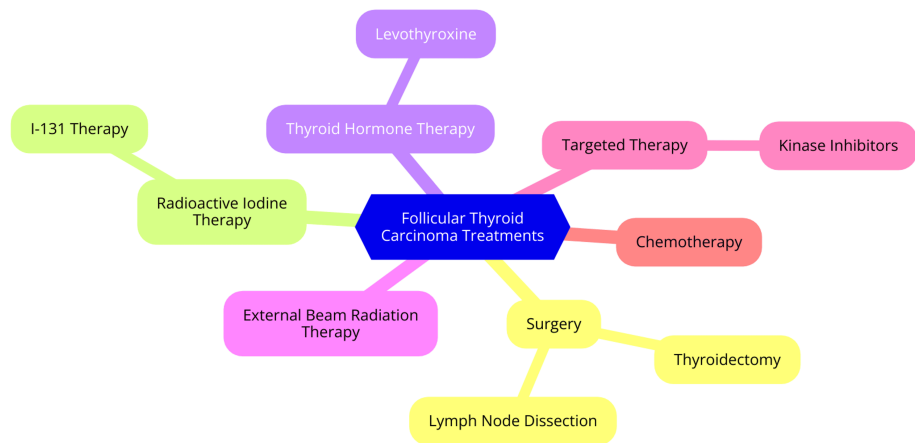 Levothyroxine
I-131 Therapy
Thyroid Hormone Therapy
Targeted Therapy
Kinase Inhibitors
Radioactive Iodine
Therapy
Follicular Thyroid
Carcinoma Treatments
Chemotherapy
External Beam Radiation
Therapy
Surgery
Thyroidectomy
Lymph Node Dissection